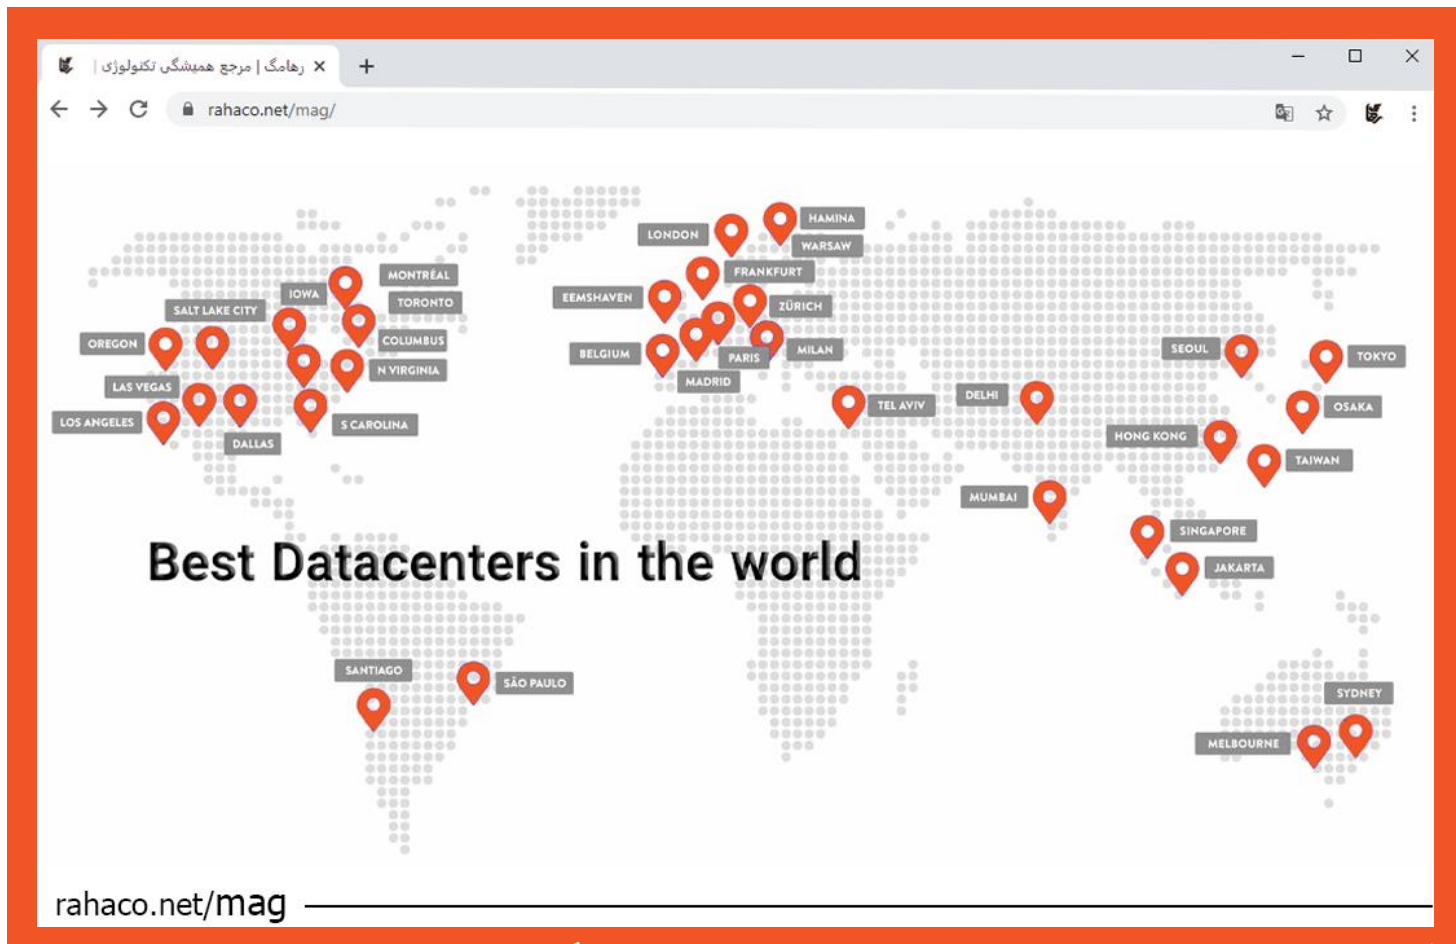 رهامگ | مرجع همیشگی تکنولوژی |
rahaco.net/mag/
HAMINA
LONDON
WARSAW
FRANKFURT
MONTRÉAL
IOWA
TORONTO
EEMSHAVEN
ZÜRICH
SALT LAKE CITY
OREGON
COLUMBUS
BELGIUM
PARIS
MILAN
SEOUL
TOKYO
N VIRGINIA
MADRID
LAS VEGAS
DELHI
TEL AVIV
OSAKA
LOS ANGELES
S CAROLINA
HONG KONG
DALLAS
TAIWAN
MUMBAI
SINGAPORE
Best Datacenters in the world
JAKARTA
SANTIAGO
SÃO PAULO
SYDNEY
MELBOURNE
rahaco.net/mag